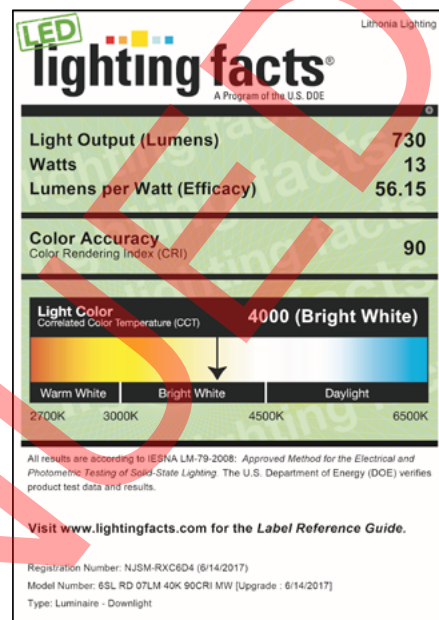 Lithonia Lighting
LED
lighting facts®
A Program of the U.S. DOE
Light Output (Lumens) 730
Watts 13
Lumens per Watt (Efficacy) 56.15
Color Accuracy
Color Rendering Index (CRI) 90
Light Color
Correlated Color Temperature (CCT) 4000 (Bright White)
Warm White Bright White Daylight
2700K 3000K 4500K 6500K
All results are according to IESNA LM-79-2008: Approved Method for the Electrical and
Photometric Testing of Solid-State Lighting. The U.S. Department of Energy (DOE) verifies
product test data and results.
Visit www.lightingfacts.com for the Label Reference Guide.
Registration Number: NJSM-RXC6D4 (6/14/2017)
Model Number: 6SL RD 07LM 40K 90CRI MW [Upgrade : 6/14/2017]
Type: Luminaire - Downlight